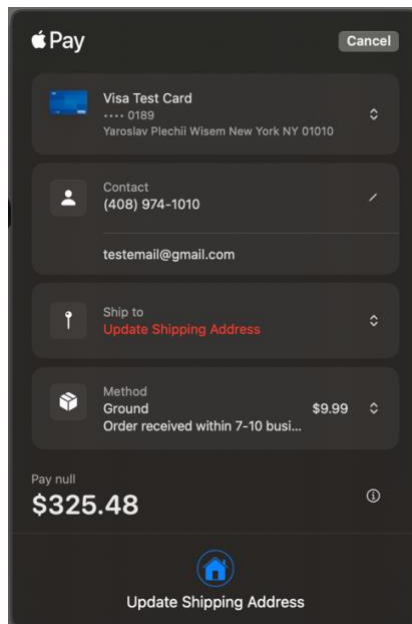 Pay
Cancel
Visa Test Card
•••• 0189
Yaroslav Plechii Wisem New York NY 01010
Contact
(408) 974-1010
testemail@gmail.com
Ship to
Update Shipping Address
Method
Ground $9.99
Order received within 7-10 busi...
Pay null
$325.48
Update Shipping Address